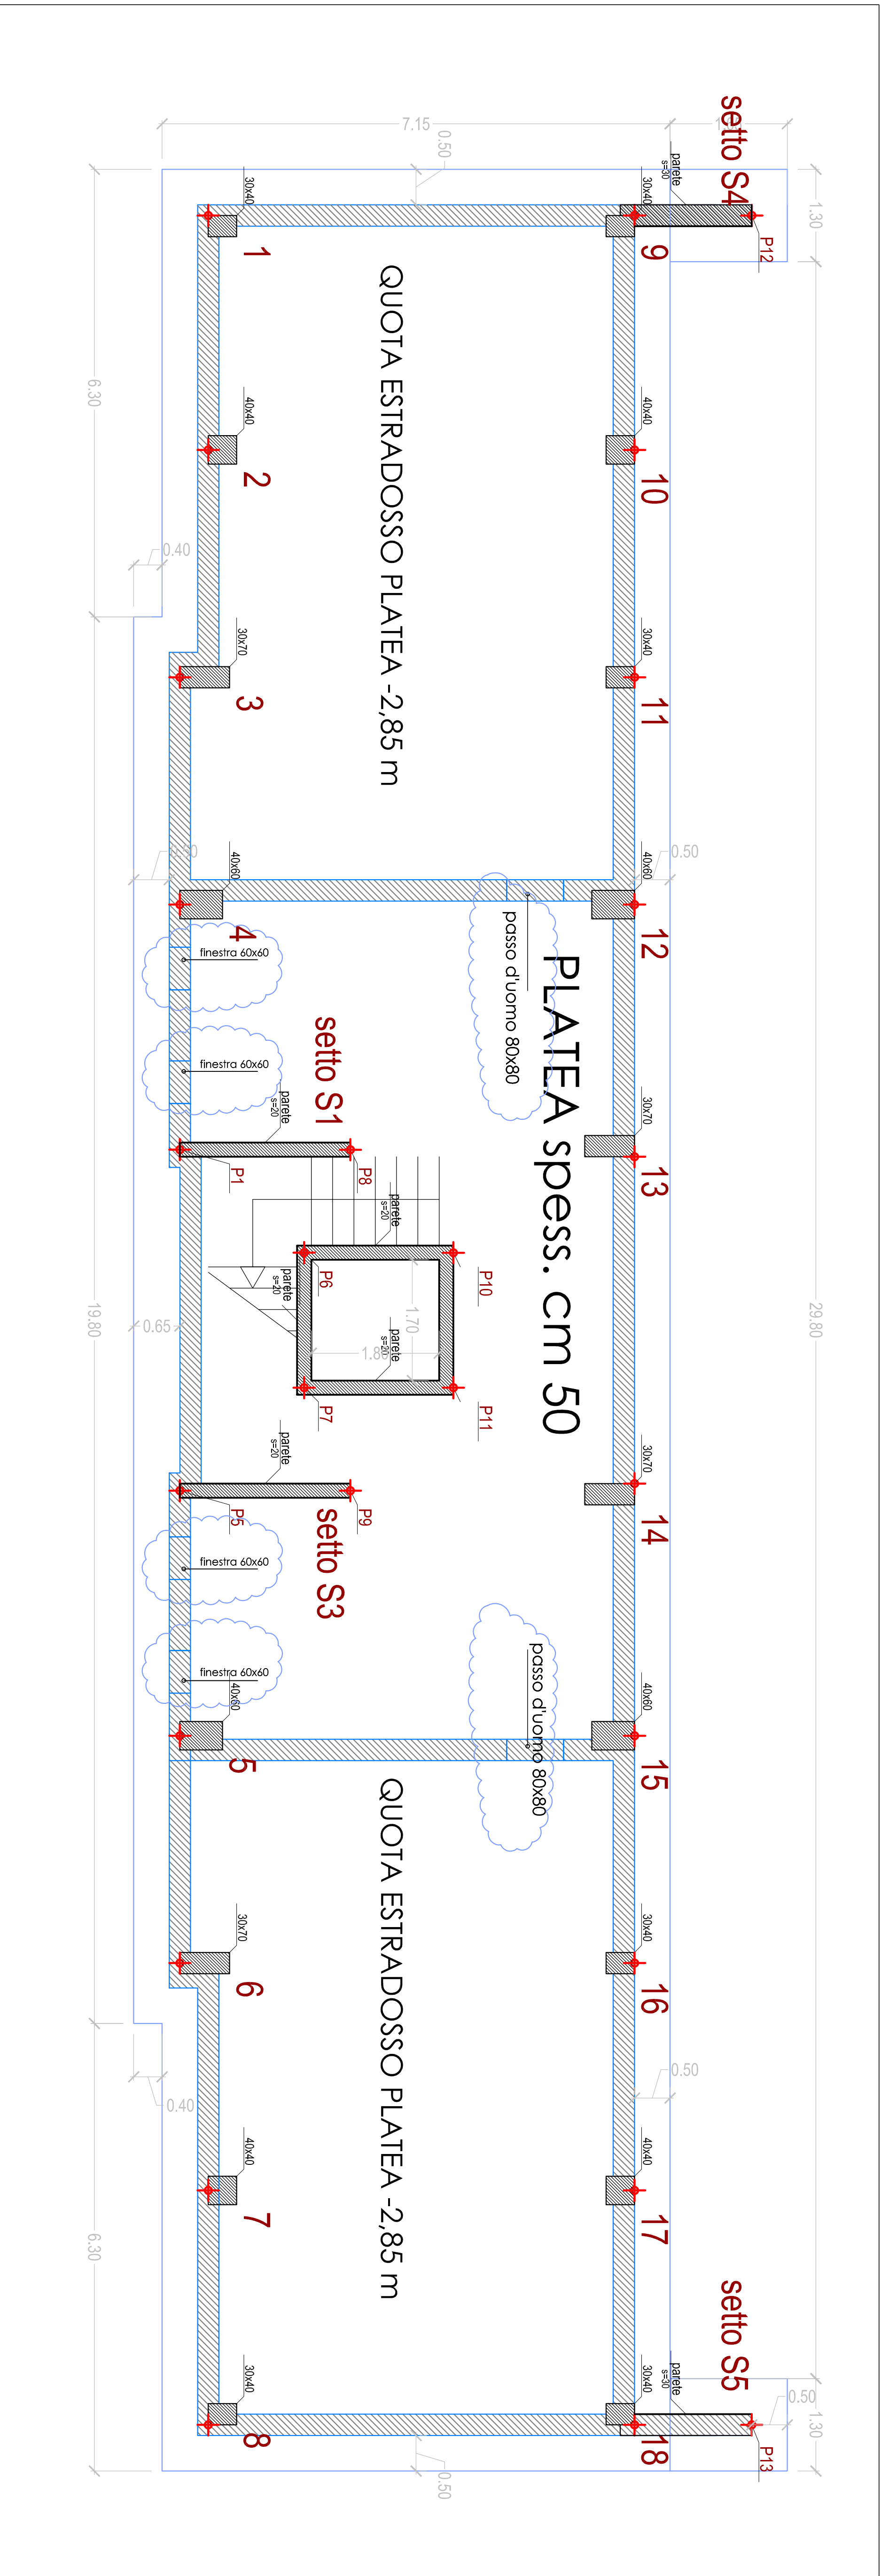 setto S4
7.15
0.50
parete
s=30
1.30
P12
30x40
30x40
1
9
QUOTA ESTRADOSSO PLATEA -2,85 m
6.30
40x40
40x40
2
10
0.40
30x70
30x40
3
11
0.50
40x60
40x60
0.50
4
12
finestra 60x60
passo d'uomo 80x80
PLATEA spess. cm 50
finestra 60x60
setto S1
parete
s=20
30x70
P1
P8
13
parete
s=20
P6
P10
parete
s=20
1.70
19.80
0.65
29.80
parete
s=20
P7
P11
parete
s=20
30x70
P5
P9
14
setto S3
finestra 60x60
finestra 60x60
passo d'uomo 80x80
40x60
40x60
5
15
QUOTA ESTRADOSSO PLATEA -2,85 m
30x70
30x40
6
16
0.50
0.40
40x40
40x40
7
17
6.30
setto S5
30x40
30x40
parete
s=30
0.50
1.30
8
18
P13
0.50